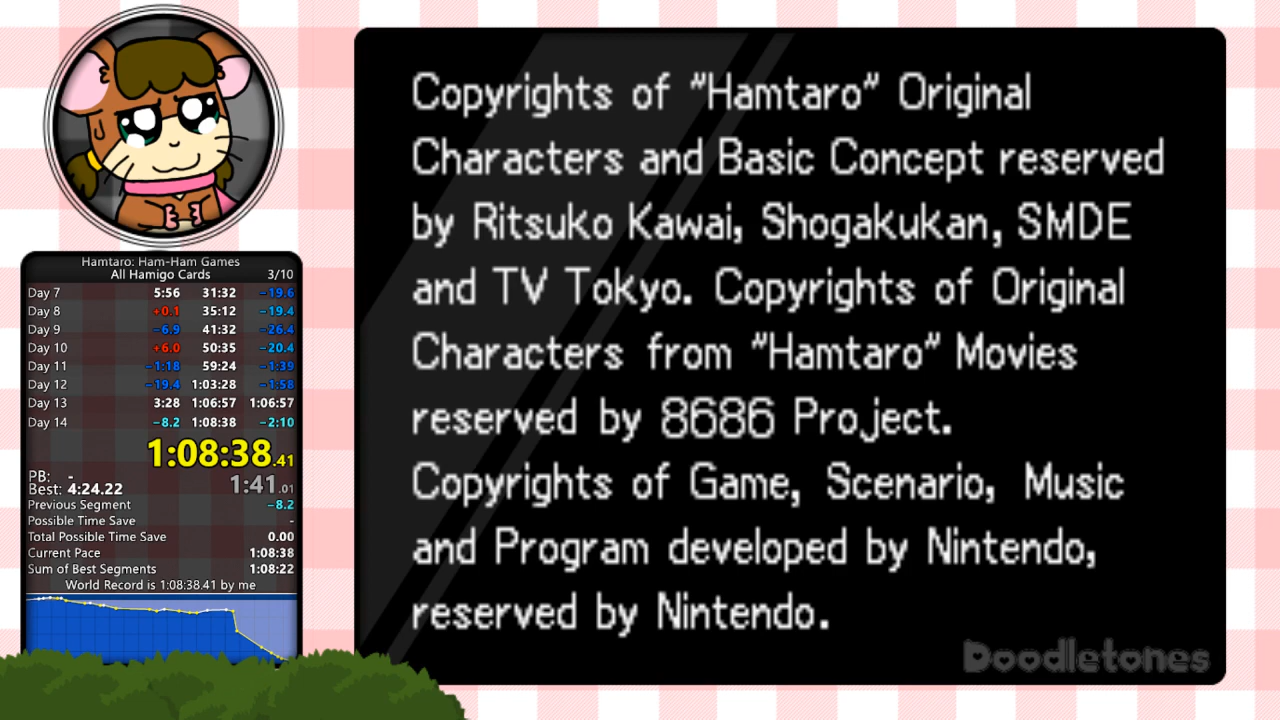 Hamtaro: Ham-Ham Games
All Hamigo Cards 3/10
Day 7 5:56 31:32 -19.6
Day 8 +0.1 35:12 -19.4
Day 9 -6.9 41:32 -26.4
Day 10 +6.0 50:35 -20.4
Day 11 -1:18 59:24 -1:39
Day 12 -19.4 1:03:28 -1:58
Day 13 3:28 1:06:57 1:06:57
Day 14 -8.2 1:08:38 -2:10
1:08:38.41
PB: -
Best: 4:24.22 1:41.01
Previous Segment -8.2
Possible Time Save -
Total Possible Time Save 0.00
Current Pace 1:08:38
Sum of Best Segments 1:08:22
World Record is 1:08:38.41 by me
Copyrights of "Hamtaro" Original
Characters and Basic Concept reserved
by Ritsuko Kawai, Shogakukan, SMDE
and TV Tokyo. Copyrights of Original
Characters from "Hamtaro" Movies
reserved by 8686 Project.
Copyrights of Game, Scenario, Music
and Program developed by Nintendo,
reserved by Nintendo.
Doodletones